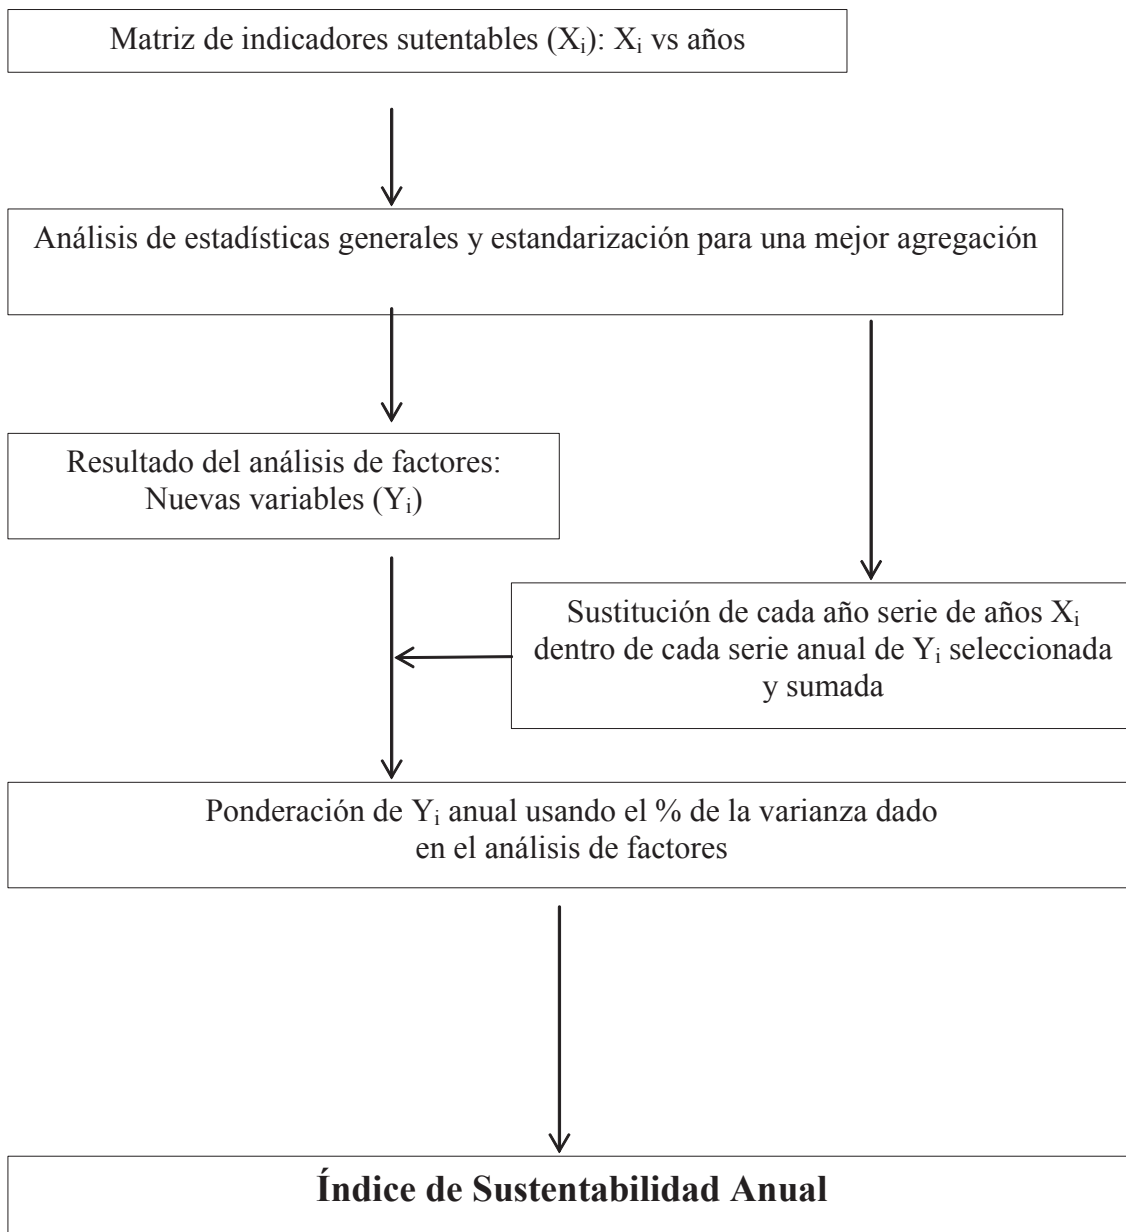 Matriz de indicadores sutentables (Xi): Xi vs años
Análisis de estadísticas generales y estandarización para una mejor agregación
Resultado del análisis de factores:
Nuevas variables (Yi)
Sustitución de cada año serie de años Xi
dentro de cada serie anual de Yi seleccionada
y sumada
Ponderación de Yi anual usando el % de la varianza dado
en el análisis de factores
Índice de Sustentabilidad Anual